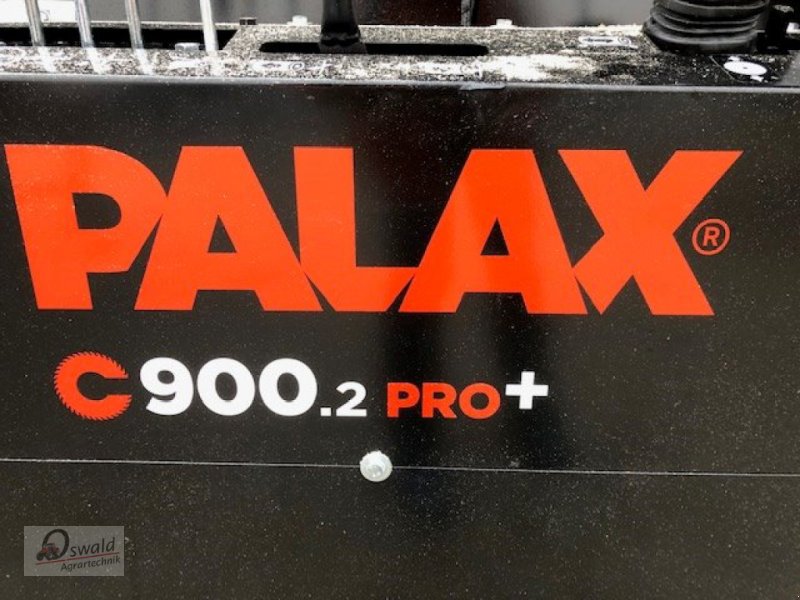 PALAX®
C900.2 PRO+
Oswald
Agrartechnik